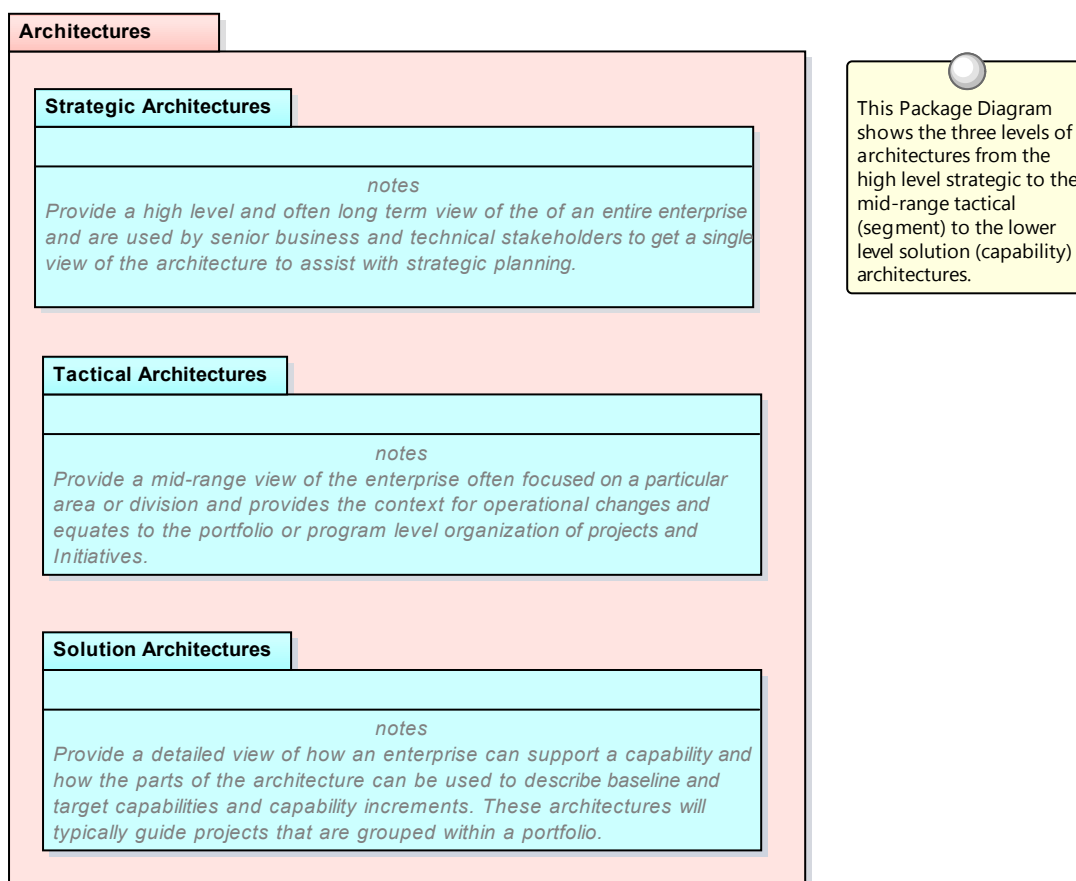 Architectures
Strategic Architectures
notes
Provide a high level and often long term view of the of an entire enterprise
and are used by senior business and technical stakeholders to get a single
view of the architecture to assist with strategic planning.
Tactical Architectures
notes
Provide a mid-range view of the enterprise often focused on a particular
area or division and provides the context for operational changes and
equates to the portfolio or program level organization of projects and
Initiatives.
Solution Architectures
notes
Provide a detailed view of how an enterprise can support a capability and
how the parts of the architecture can be used to describe baseline and
target capabilities and capability increments. These architectures will
typically guide projects that are grouped within a portfolio.
This Package Diagram
shows the three levels of
architectures from the
high level strategic to the
mid-range tactical
(segment) to the lower
level solution (capability)
architectures.